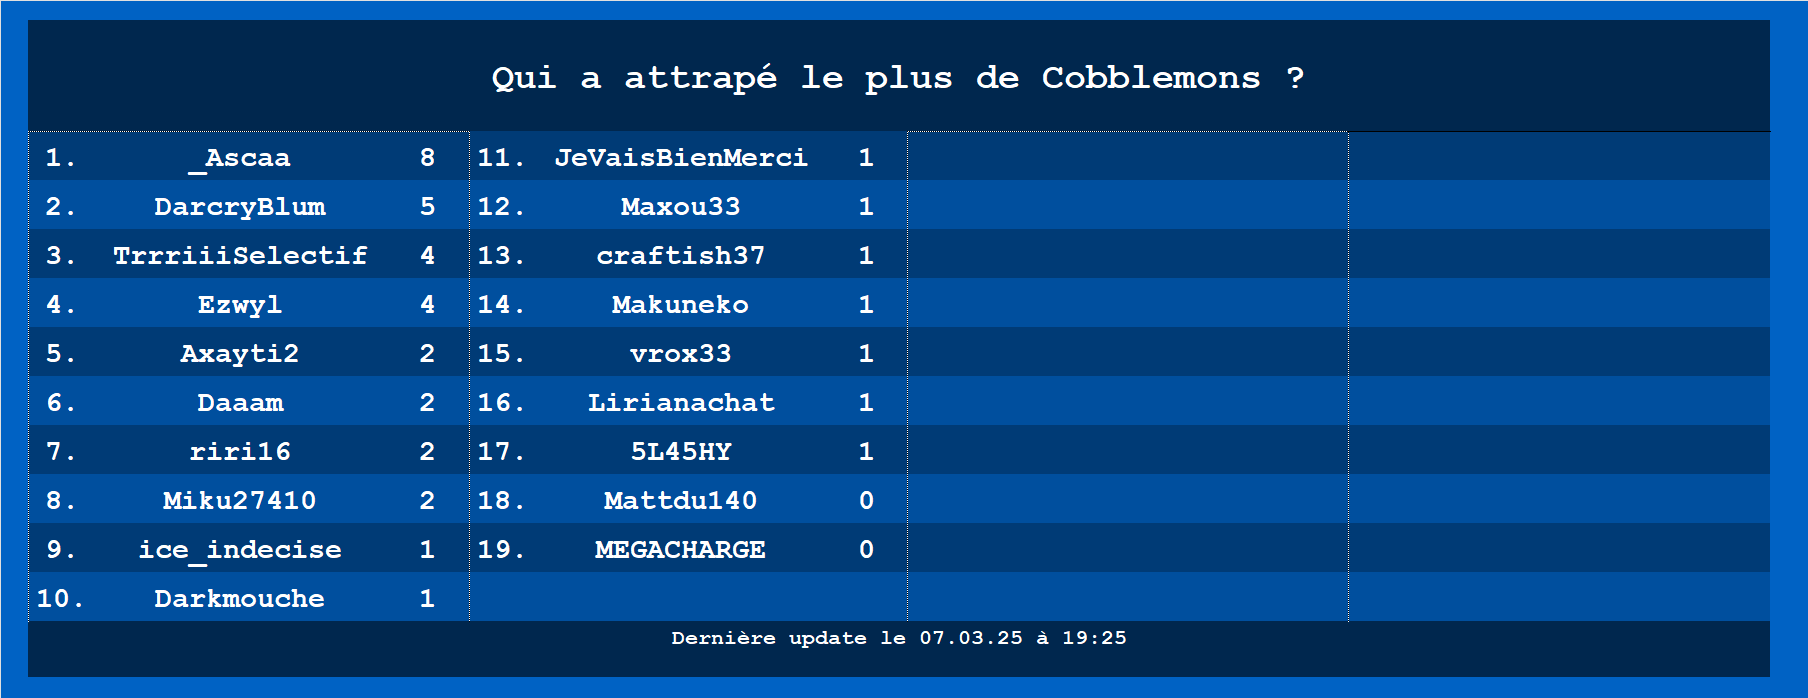 Qui a attrapé le plus de Cobblemons ?
1. _Ascaa 8
2. DarcryBlum 5
3. TrrriiiSelectif 4
4. Ezwyl 4
5. Axayti2 2
6. Daaam 2
7. riri16 2
8. Miku27410 2
9. ice_indecise 1
10. Darkmouche 1
11. JeVaisBienMerci 1
12. Maxou33 1
13. craftish37 1
14. Makuneko 1
15. vrox33 1
16. Lirianachat 1
17. 5L45HY 1
18. Mattdu140 0
19. MEGACHARGE 0
Dernière update le 07.03.25 à 19:25